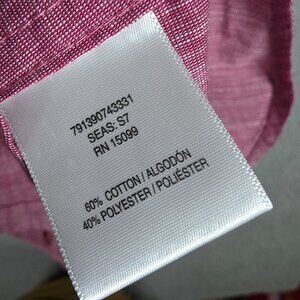 791390743331
SEAS: S7
RN 15099
60% COTTON / ALGODÓN
40% POLYESTER / POLIÉSTER